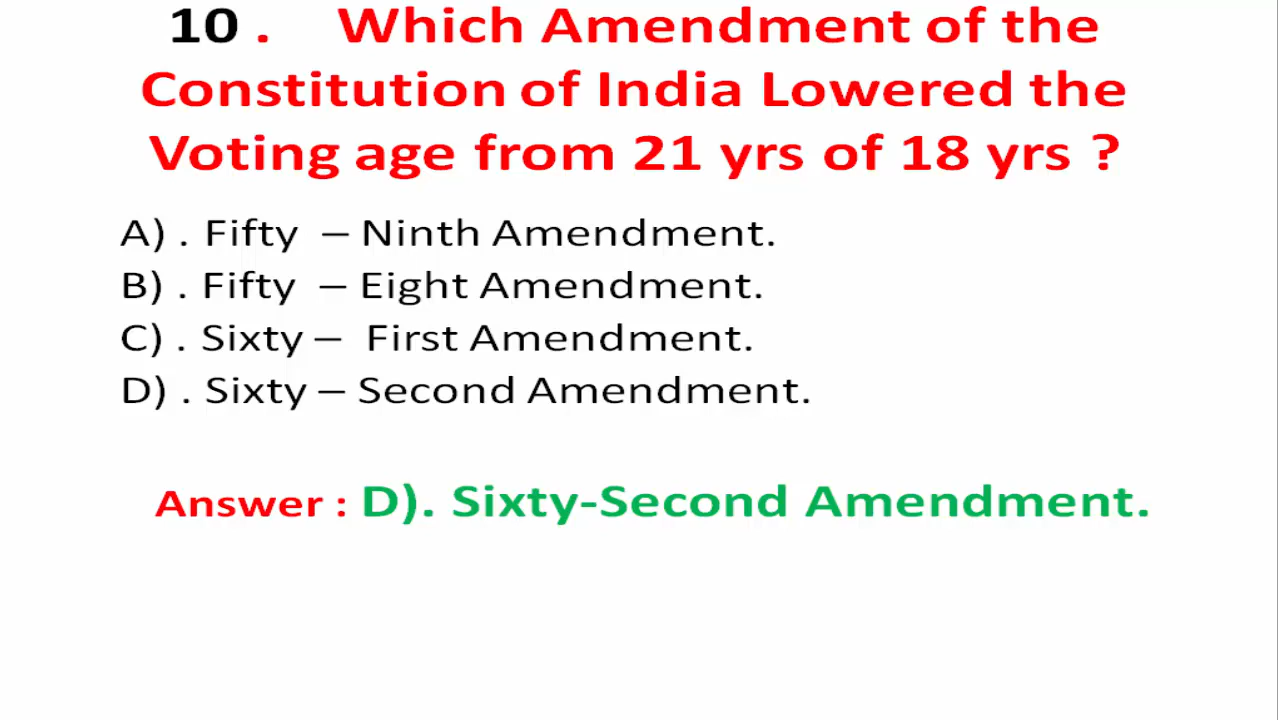 10 . Which Amendment of the
Constitution of India Lowered the
Voting age from 21 yrs of 18 yrs ?
A) . Fifty – Ninth Amendment.
B) . Fifty – Eight Amendment.
C) . Sixty – First Amendment.
D) . Sixty – Second Amendment.
Answer : D). Sixty-Second Amendment.